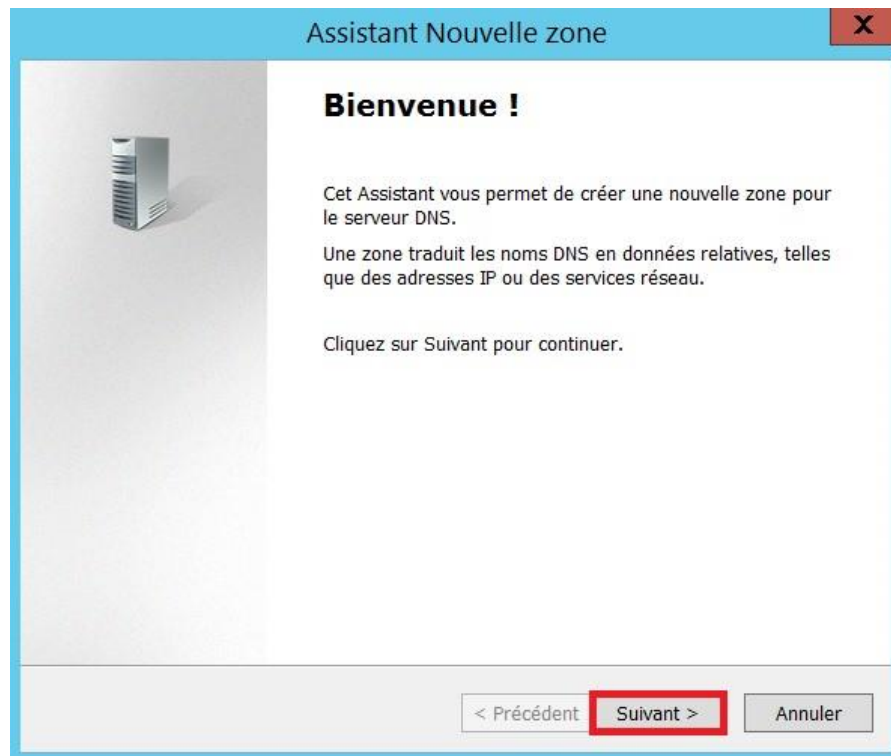 Assistant Nouvelle zone
X
Bienvenue !
Cet Assistant vous permet de créer une nouvelle zone pour
le serveur DNS.
Une zone traduit les noms DNS en données relatives, telles
que des adresses IP ou des services réseau.
Cliquez sur Suivant pour continuer.
< Précédent Suivant > Annuler